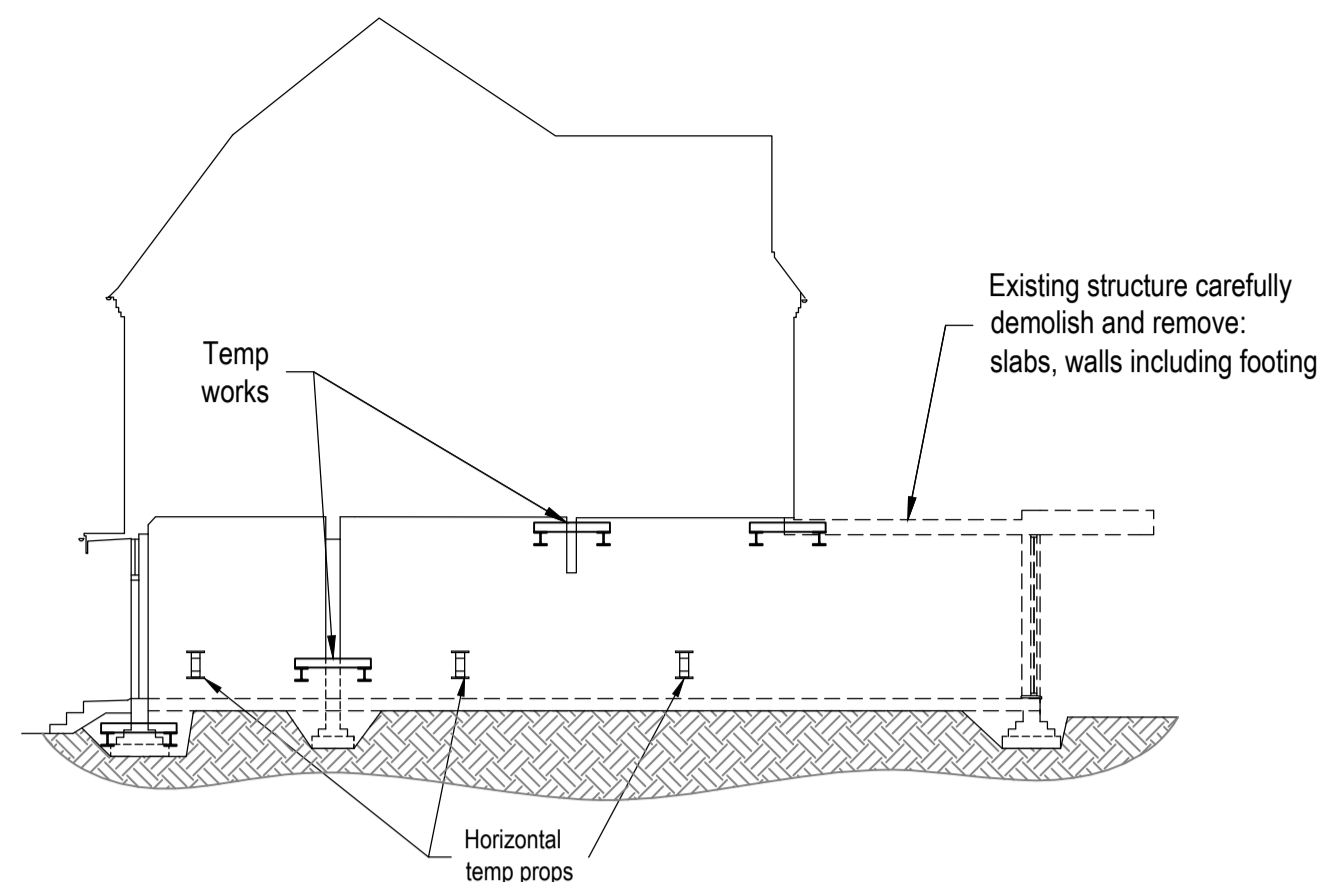 Existing structure carefully
demolish and remove:
slabs, walls including footing
Temp
works
Horizontal
temp props